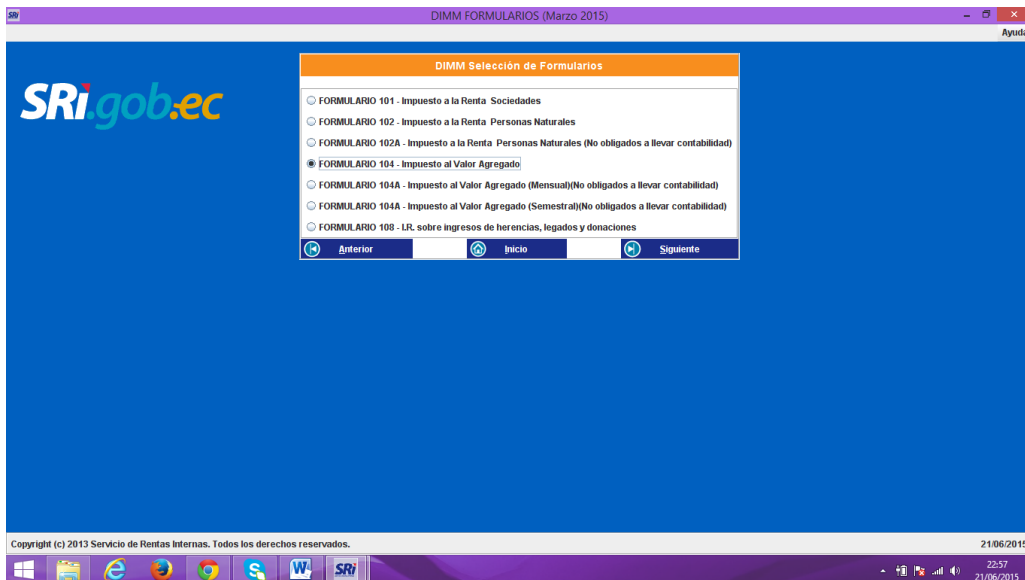 SRi
DIMM FORMULARIOS (Marzo 2015)
Ayuda
SRi.gob.ec
DIMM Selección de Formularios
FORMULARIO 101 - Impuesto a la Renta Sociedades
FORMULARIO 102 - Impuesto a la Renta Personas Naturales
FORMULARIO 102A - Impuesto a la Renta Personas Naturales (No obligados a llevar contabilidad)
FORMULARIO 104 - Impuesto al Valor Agregado
FORMULARIO 104A - Impuesto al Valor Agregado (Mensual)(No obligados a llevar contabilidad)
FORMULARIO 104A - Impuesto al Valor Agregado (Semestral)(No obligados a llevar contabilidad)
FORMULARIO 108 - I.R. sobre ingresos de herencias, legados y donaciones
Anterior Inicio Siguiente
Copyright (c) 2013 Servicio de Rentas Internas. Todos los derechos reservados. 21/06/2015
SRi 22:57
21/06/2015